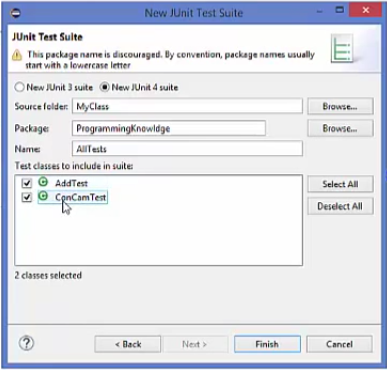 New JUnit Test Suite
JUnit Test Suite
This package name is discouraged. By convention, package names usually
start with a lowercase letter
New JUnit 3 suite New JUnit 4 suite
Source folder: MyClass Browse...
Package: ProgrammingKnowldge Browse...
Name: AllTests
Test classes to include in suite:
AddTest Select All
ConCamTest
Deselect All
2 classes selected
< Back Next > Finish Cancel